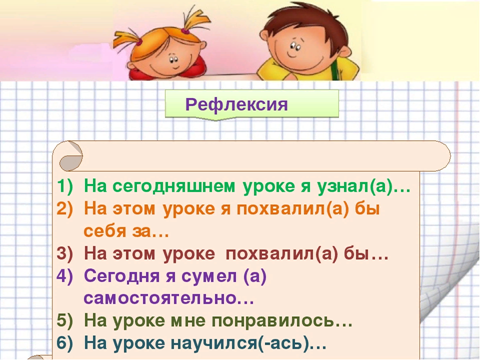 Рефлексия
1) На сегодняшнем уроке я узнал(а)…
2) На этом уроке я похвалил(а) бы
себя за…
3) На этом уроке похвалил(а) бы…
4) Сегодня я сумел (а)
самостоятельно…
5) На уроке мне понравилось…
6) На уроке научился(-ась)…